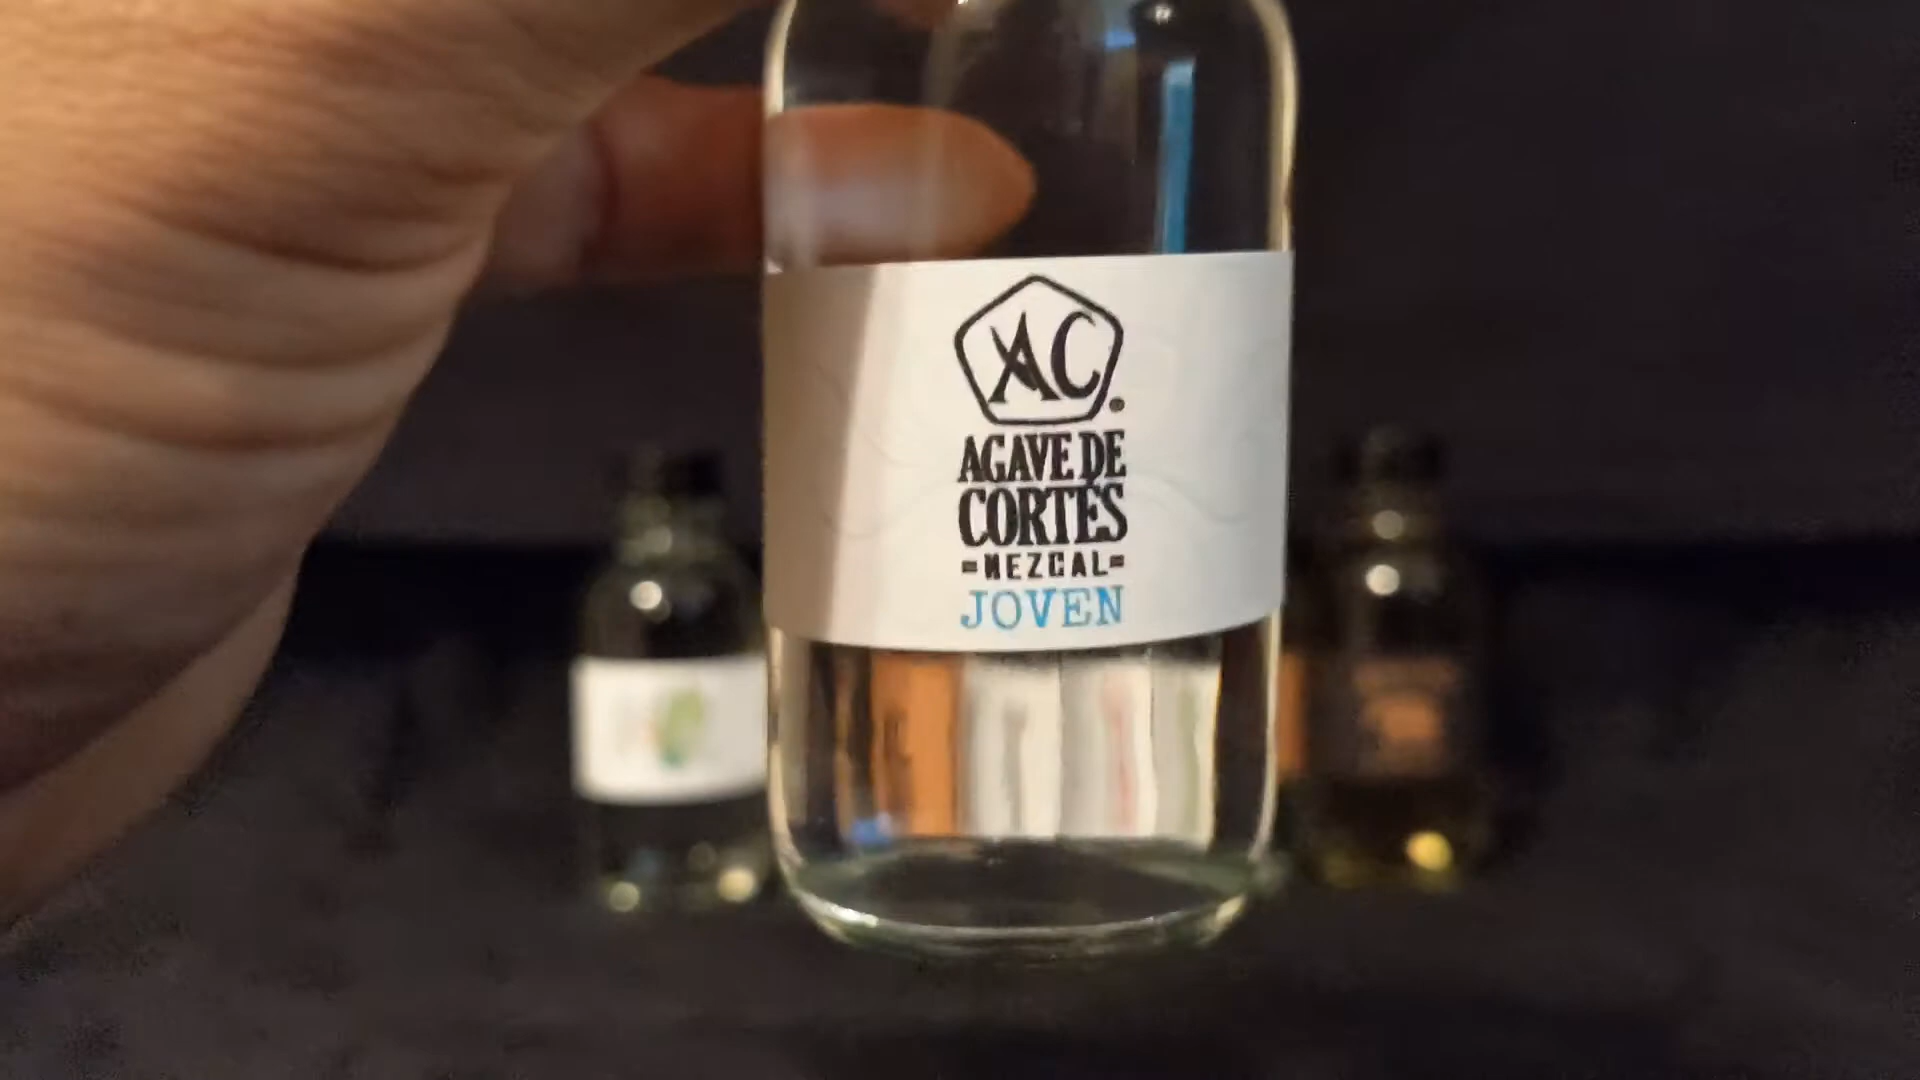 AC®
AGAVE DE
CORTÉS
=MEZCAL=
JOVEN